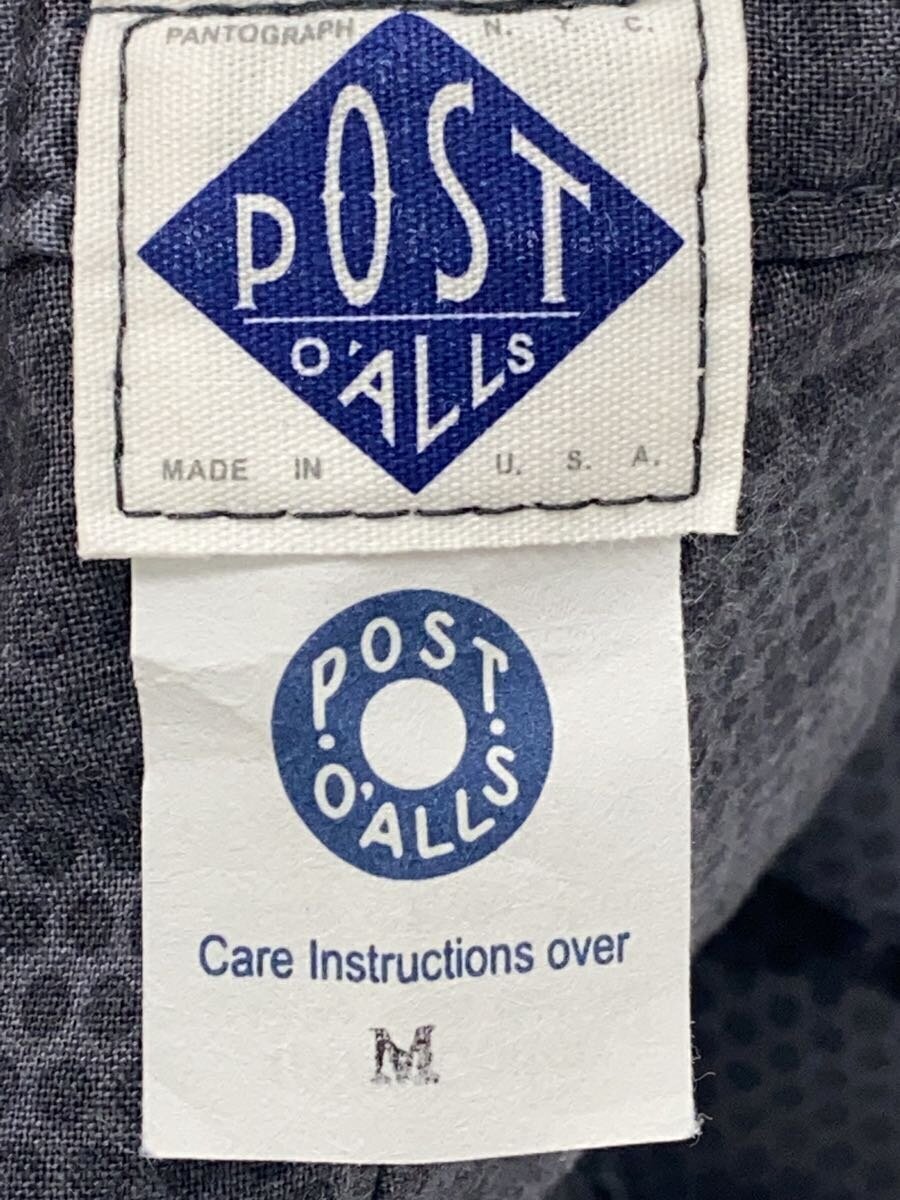 PANTOGRAPH N. Y. C.
POST
O'ALLS
MADE IN U. S. A.
POST
O'ALLS
Care Instructions over
M